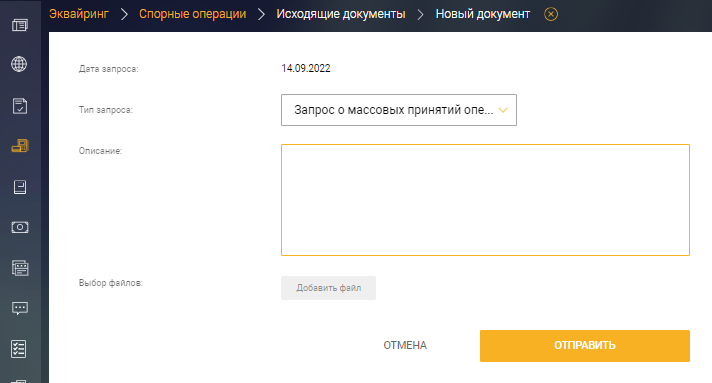 Эквайринг > Спорные операции > Исходящие документы > Новый документ
Дата запроса: 14.09.2022
Тип запроса: Запрос о массовых принятий опе...
Описание:
Выбор файлов: Добавить файл
ОТМЕНА ОТПРАВИТЬ